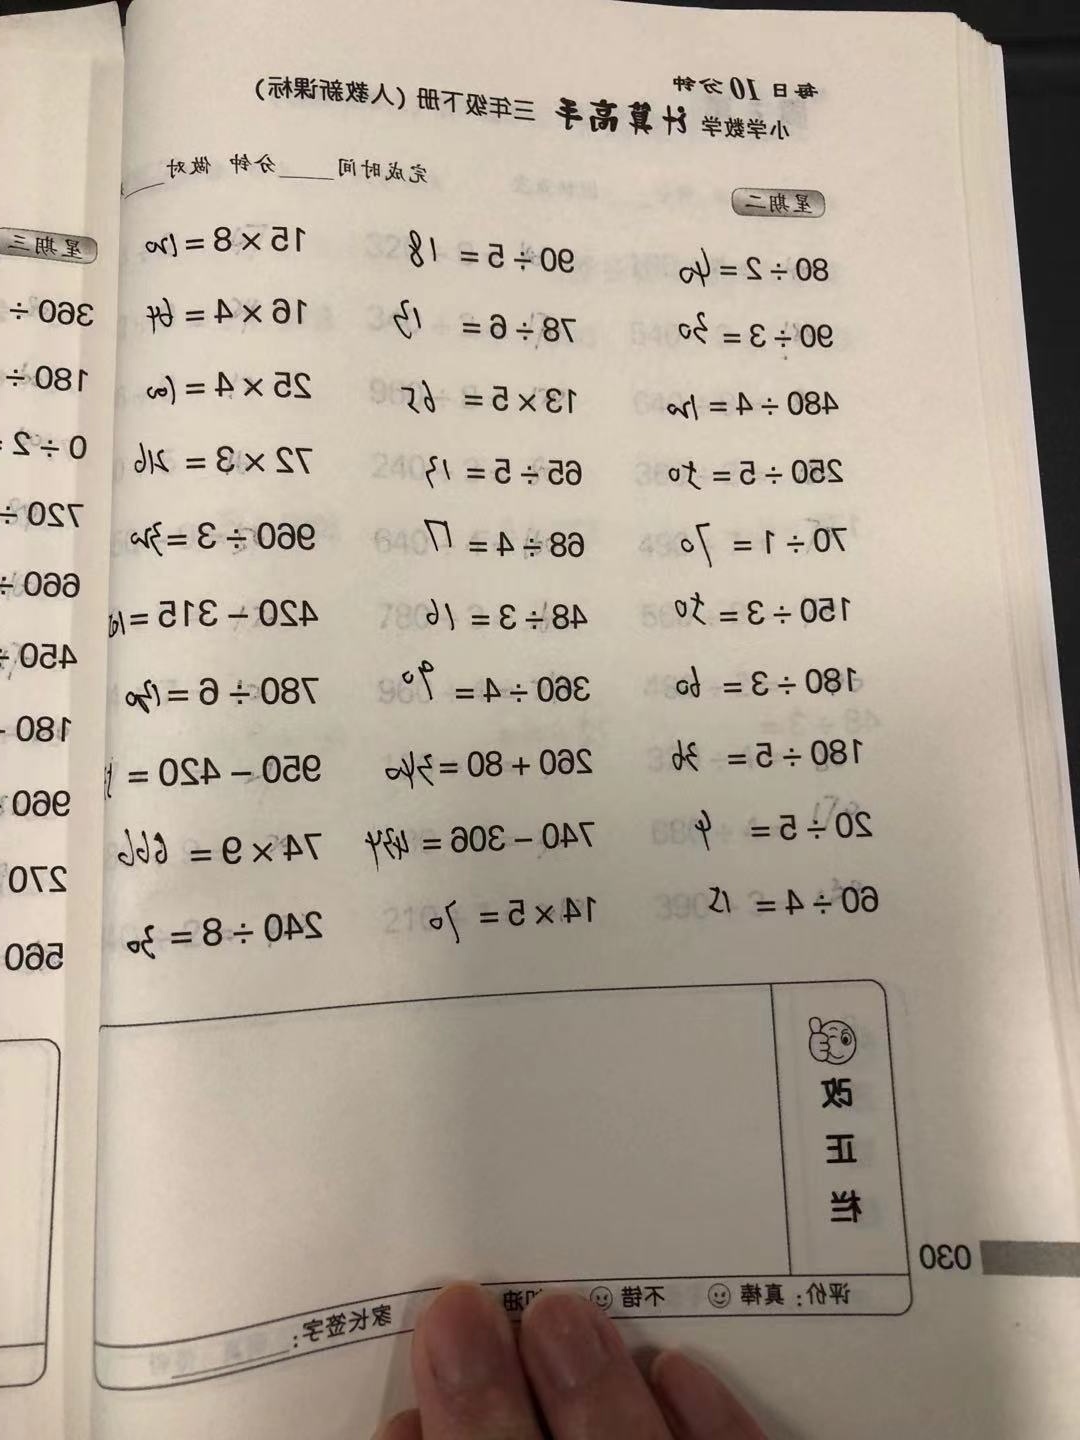 每日10分钟
小学数学 计算高手 三年级下册（人教新课标）
完成时间____分钟 做对__
星期二
80÷2=40 90÷5=18 15×8=120
90÷3=30 78÷6=13 16×4=64
480÷4=120 13×5=65 25×4=100
250÷5=50 65÷5=13 72×3=216
70÷1=70 68÷4=17 960÷3=320
150÷3=50 48÷3=16 420-315=10
180÷3=60 360÷4=90 780÷6=130
180÷5=36 260+80=340 950-420=
20÷5=4 740-306=434 74×9=666
60÷4=15 14×5=70 240÷8=30
改正栏
评价：真棒 不错 加油 家长签字：
030
星期三
360÷
180÷
0÷2=
720÷
660÷
450÷
180
960
270
560